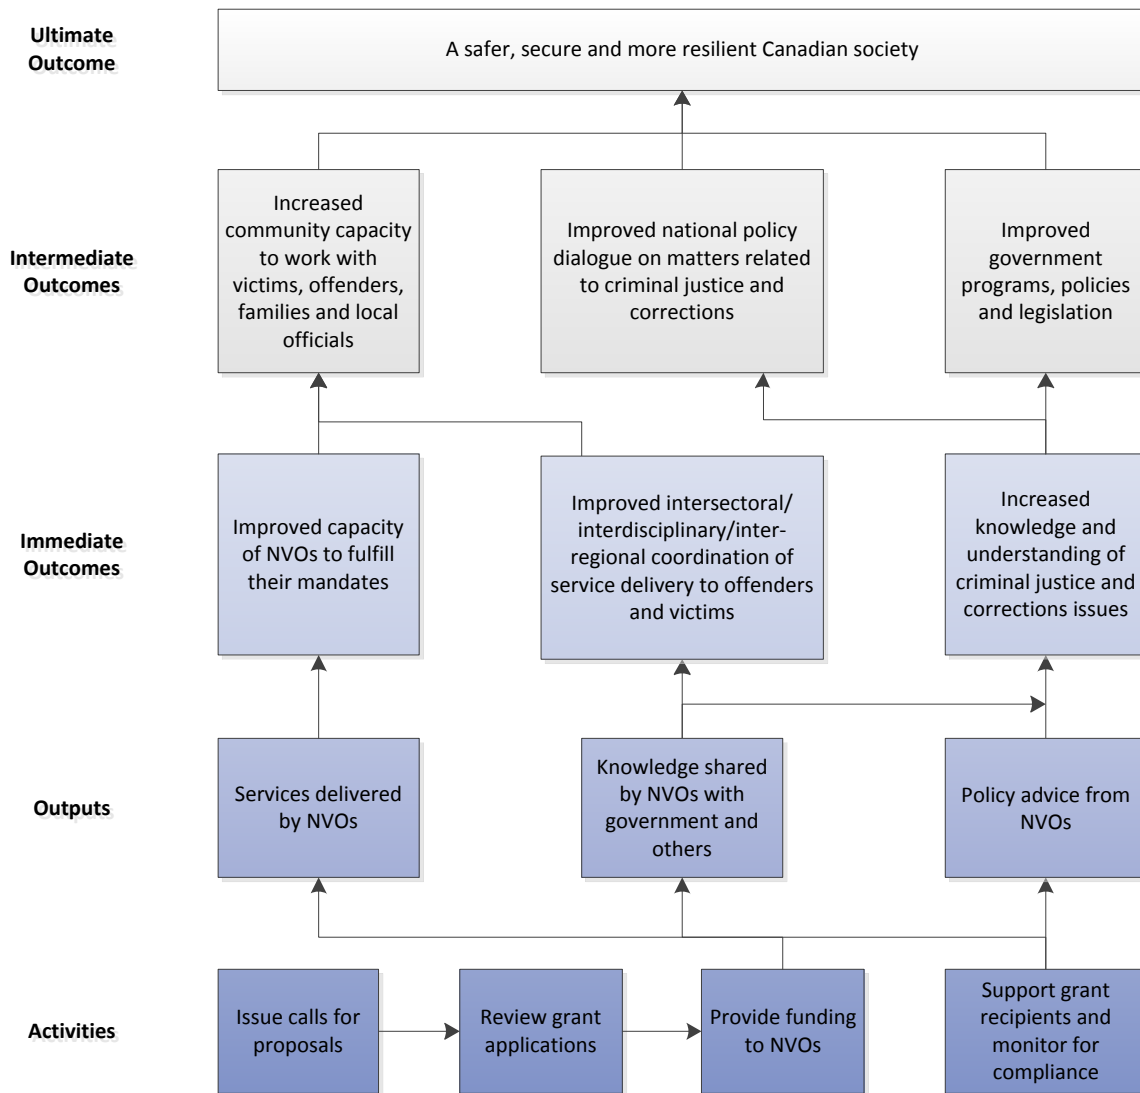 Ultimate
Outcome
A safer, secure and more resilient Canadian society
Intermediate
Outcomes
Increased
community capacity
to work with
victims, offenders,
families and local
officials
Improved national policy
dialogue on matters related
to criminal justice and
corrections
Improved
government
programs, policies
and legislation
Immediate
Outcomes
Improved capacity
of NVOs to fulfill
their mandates
Improved intersectoral/
interdisciplinary/inter-
regional coordination of
service delivery to offenders
and victims
Increased
knowledge and
understanding of
criminal justice and
corrections issues
Outputs
Services delivered
by NVOs
Knowledge shared
by NVOs with
government and
others
Policy advice from
NVOs
Activities
Issue calls for
proposals
Review grant
applications
Provide funding
to NVOs
Support grant
recipients and
monitor for
compliance